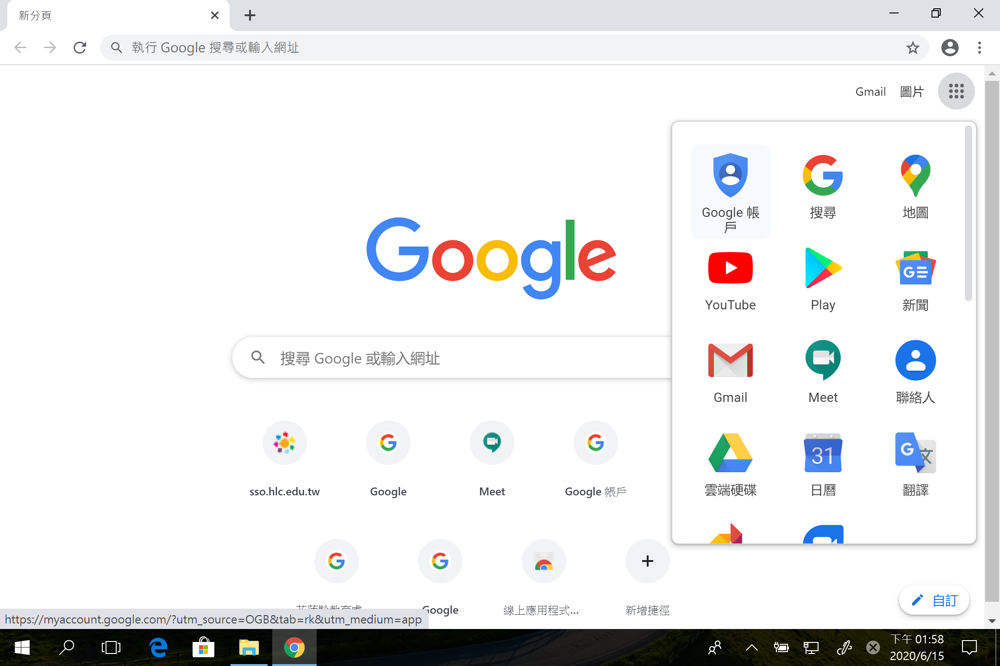 新分頁
執行 Google 搜尋或輸入網址
Gmail 圖片
Google 帳
戶
搜尋
地圖
Google
YouTube
Play
新聞
搜尋 Google 或輸入網址
Gmail
Meet
聯絡人
31
sso.hlc.edu.tw
Google
Meet
Google 帳戶
雲端硬碟
日曆
翻譯
Google
線上應用程式...
新增捷徑
自訂
https://myaccount.google.com/?utm_source=OGB&tab=rk&utm_medium=app
下午 01:58
2020/6/15